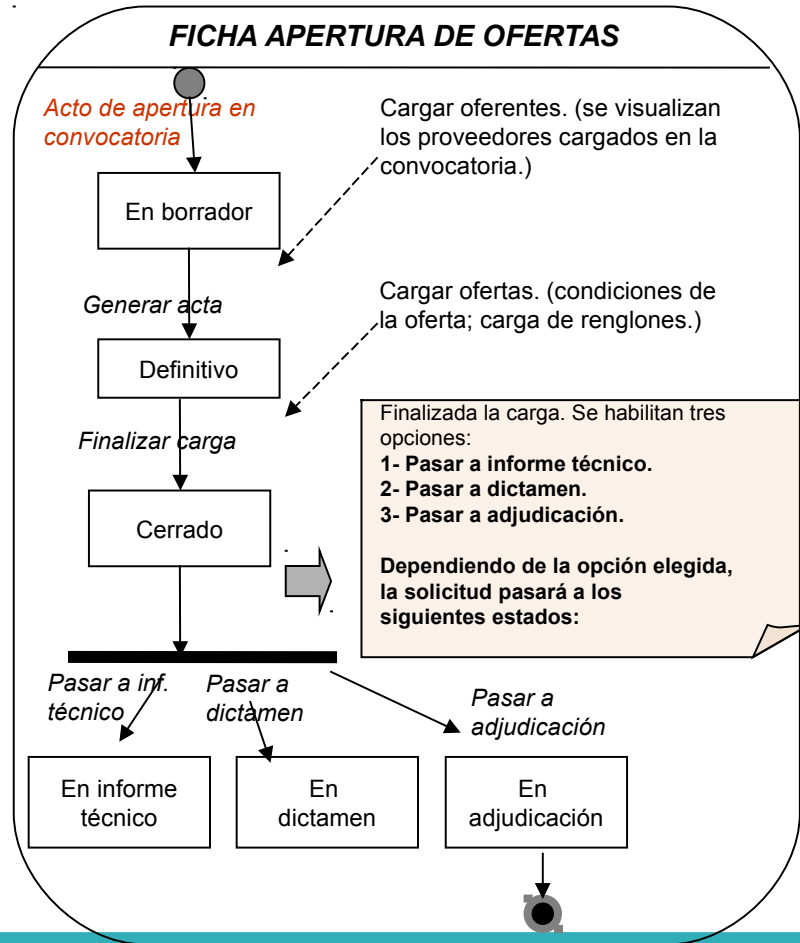 FICHA APERTURA DE OFERTAS
Acto de apertura en
convocatoria
Cargar oferentes. (se visualizan
los proveedores cargados en la
convocatoria.)
En borrador
Generar acta
Cargar ofertas. (condiciones de
la oferta; carga de renglones.)
Definitivo
Finalizar carga
Finalizada la carga. Se habilitan tres
opciones:
1- Pasar a informe técnico.
2- Pasar a dictamen.
3- Pasar a adjudicación.
Dependiendo de la opción elegida,
la solicitud pasará a los
siguientes estados:
Cerrado
Pasar a inf.
técnico
Pasar a
dictamen
Pasar a
adjudicación
En informe
técnico
En
dictamen
En
adjudicación